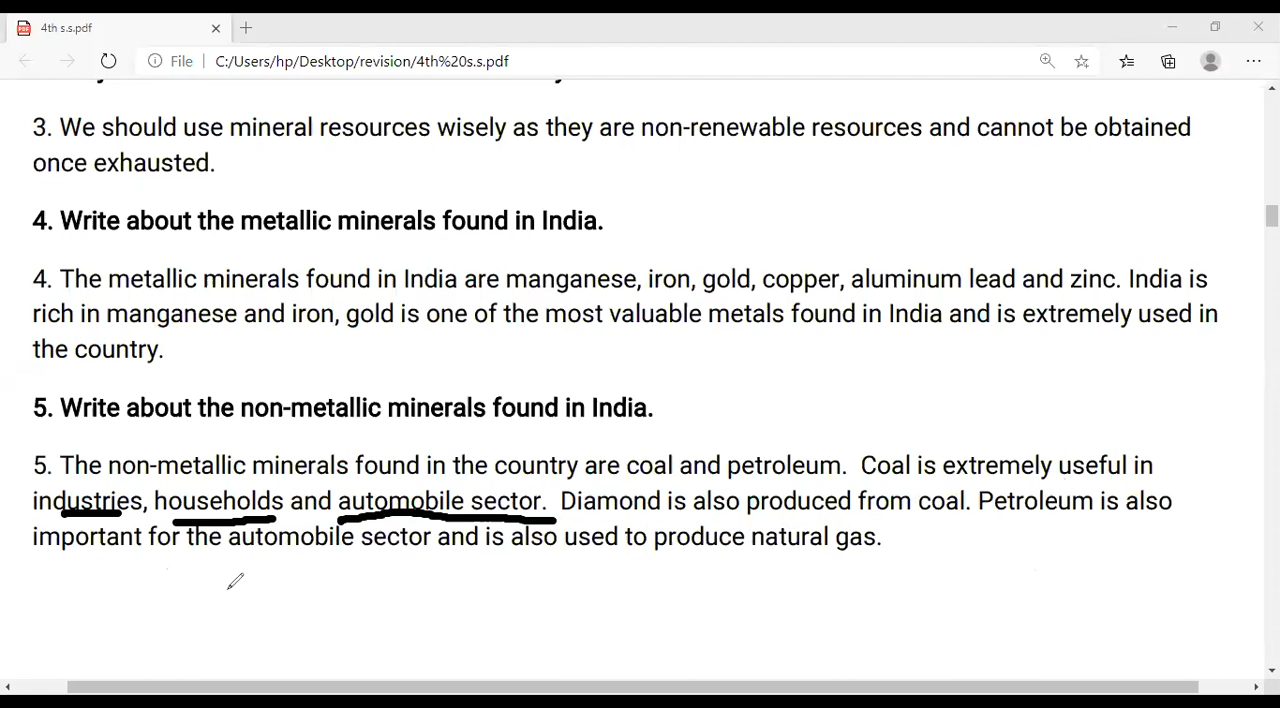 4th s.s.pdf
File
C:/Users/hp/Desktop/revision/4th%20s.s.pdf
3. We should use mineral resources wisely as they are non-renewable resources and cannot be obtained
once exhausted.
4. Write about the metallic minerals found in India.
4. The metallic minerals found in India are manganese, iron, gold, copper, aluminum lead and zinc. India is
rich in manganese and iron, gold is one of the most valuable metals found in India and is extremely used in
the country.
5. Write about the non-metallic minerals found in India.
5. The non-metallic minerals found in the country are coal and petroleum.  Coal is extremely useful in
industries, households and automobile sector.  Diamond is also produced from coal. Petroleum is also
important for the automobile sector and is also used to produce natural gas.